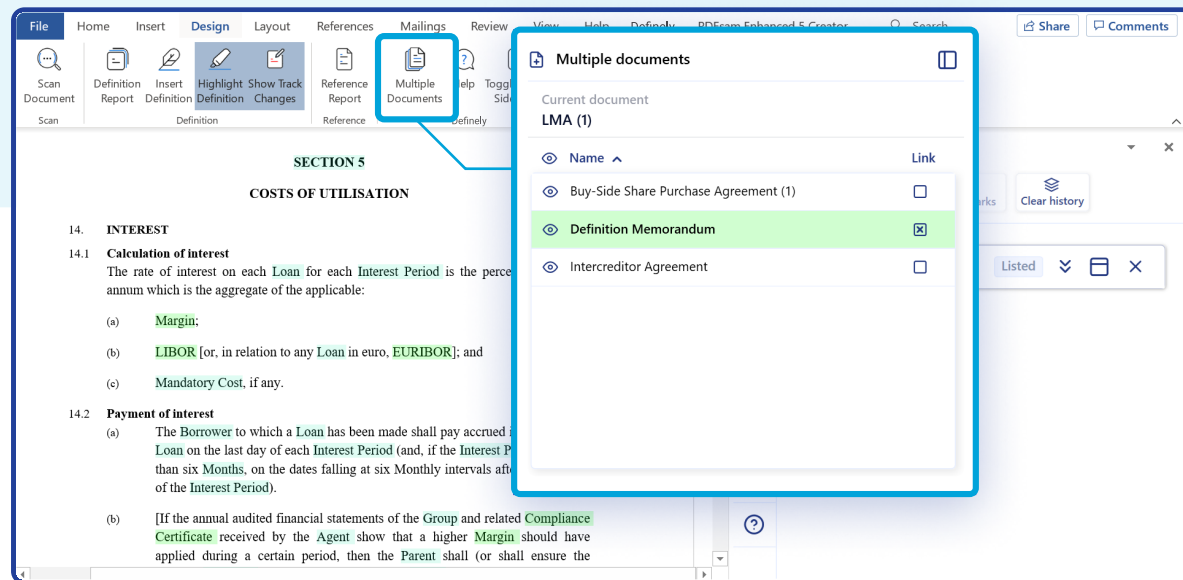 File Home Insert Design Layout References Mailings Review View Help Definely PDFsam Enhanced 5 Creator Search Share Comments
Scan Document
Definition Report
Insert Definition
Highlight Definition
Show Track Changes
Reference Report
Multiple Documents
Scan Definition Reference Definely
Multiple documents
Current document
LMA (1)
Name Link
Buy-Side Share Purchase Agreement (1)
Definition Memorandum
Intercreditor Agreement
Clear history
Listed
SECTION 5
COSTS OF UTILISATION
14. INTEREST
14.1 Calculation of interest
The rate of interest on each Loan for each Interest Period is the
annum which is the aggregate of the applicable:
(a) Margin;
(b) LIBOR [or, in relation to any Loan in euro, EURIBOR]; and
(c) Mandatory Cost, if any.
14.2 Payment of interest
(a) The Borrower to which a Loan has been made shall pay accrued
Loan on the last day of each Interest Period (and, if the Interest
than six Months, on the dates falling at six Monthly intervals
of the Interest Period).
(b) [If the annual audited financial statements of the Group and related Compliance
Certificate received by the Agent show that a higher Margin should have
applied during a certain period, then the Parent shall (or shall ensure the